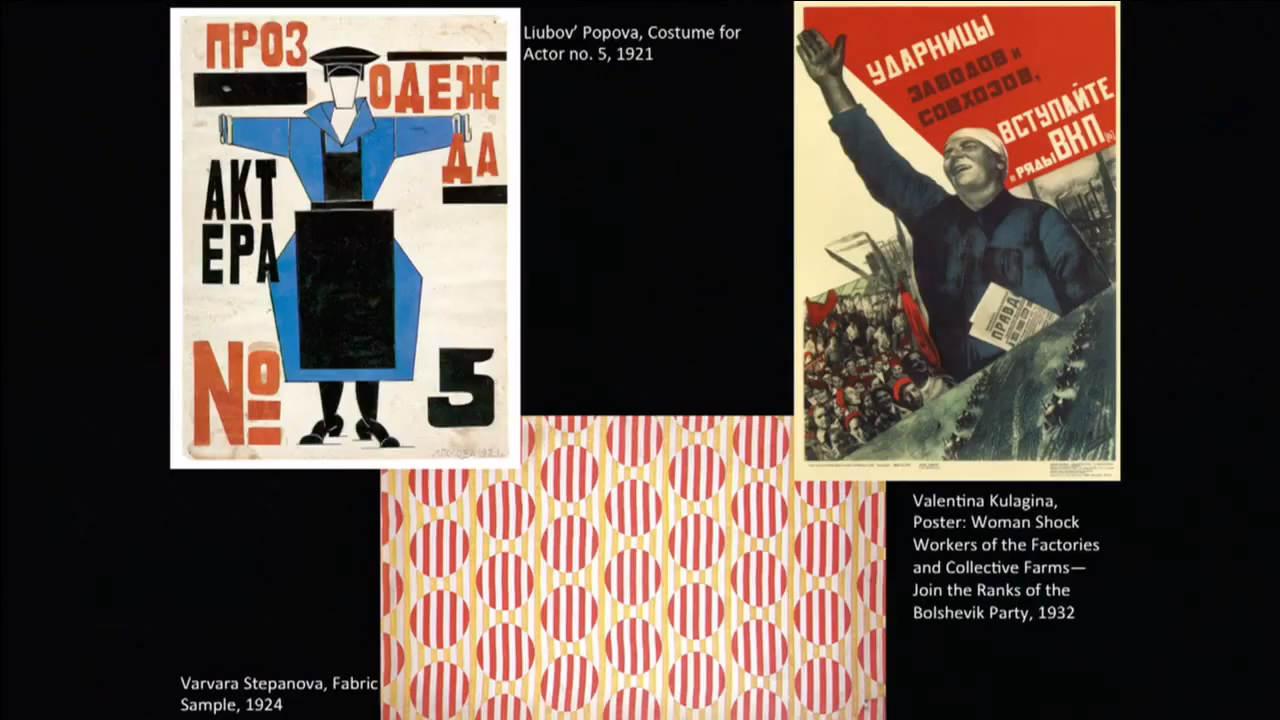 ПРОЗ
ОДЕЖ
ДА
АКТ
ЕРА
№ 5
Liubov’ Popova, Costume for
Actor no. 5, 1921
УДАРНИЦЫ
ЗАВОДОВ и
СОВХОЗОВ,
ВСТУПАЙТЕ
в РЯДЫ ВКП(б)
ПРАВДА
Valentina Kulagina,
Poster: Woman Shock
Workers of the Factories
and Collective Farms—
Join the Ranks of the
Bolshevik Party, 1932
Varvara Stepanova, Fabric
Sample, 1924